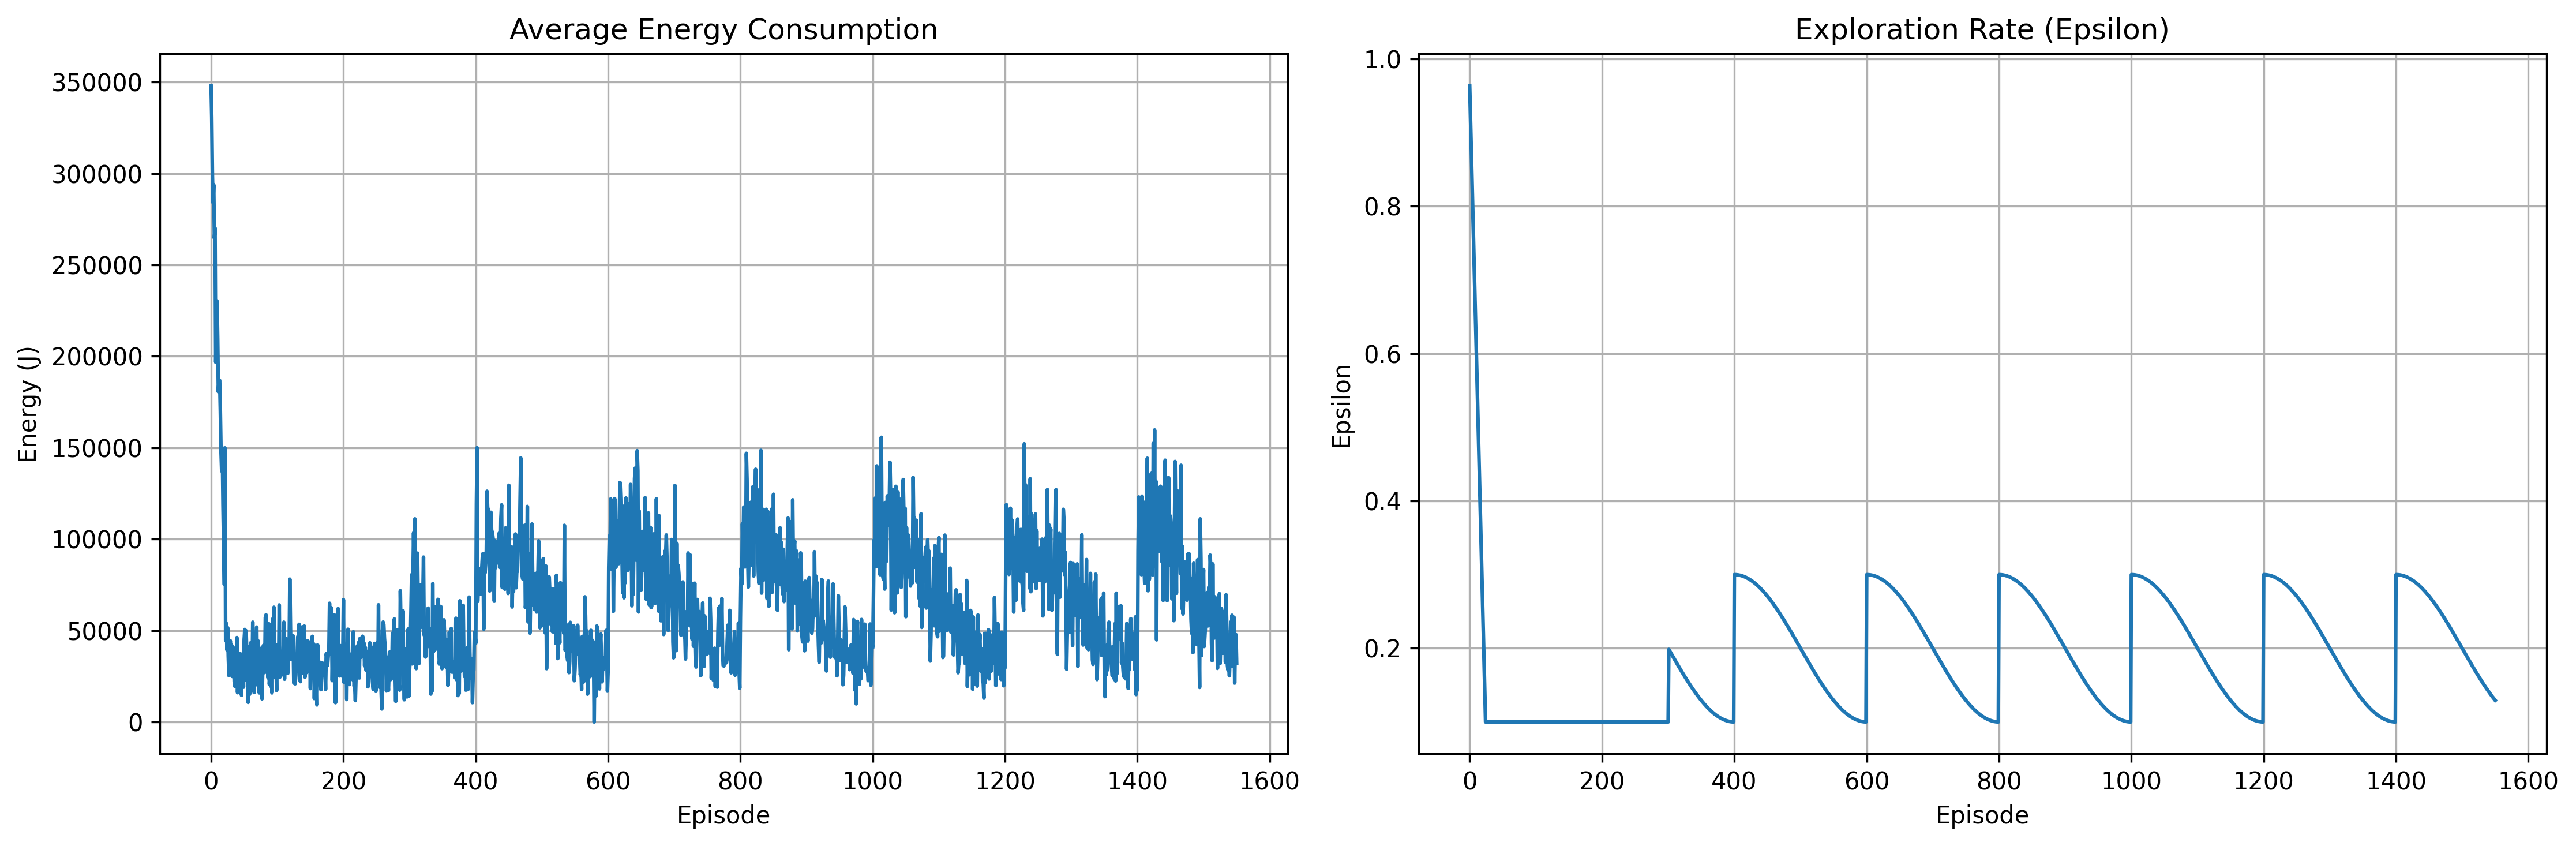 Average Energy Consumption
350000
300000
250000
200000
150000
100000
50000
0
Energy (J)
0 200 400 600 800 1000 1200 1400 1600
Episode
Exploration Rate (Epsilon)
1.0
0.8
0.6
0.4
0.2
Epsilon
0 200 400 600 800 1000 1200 1400 1600
Episode